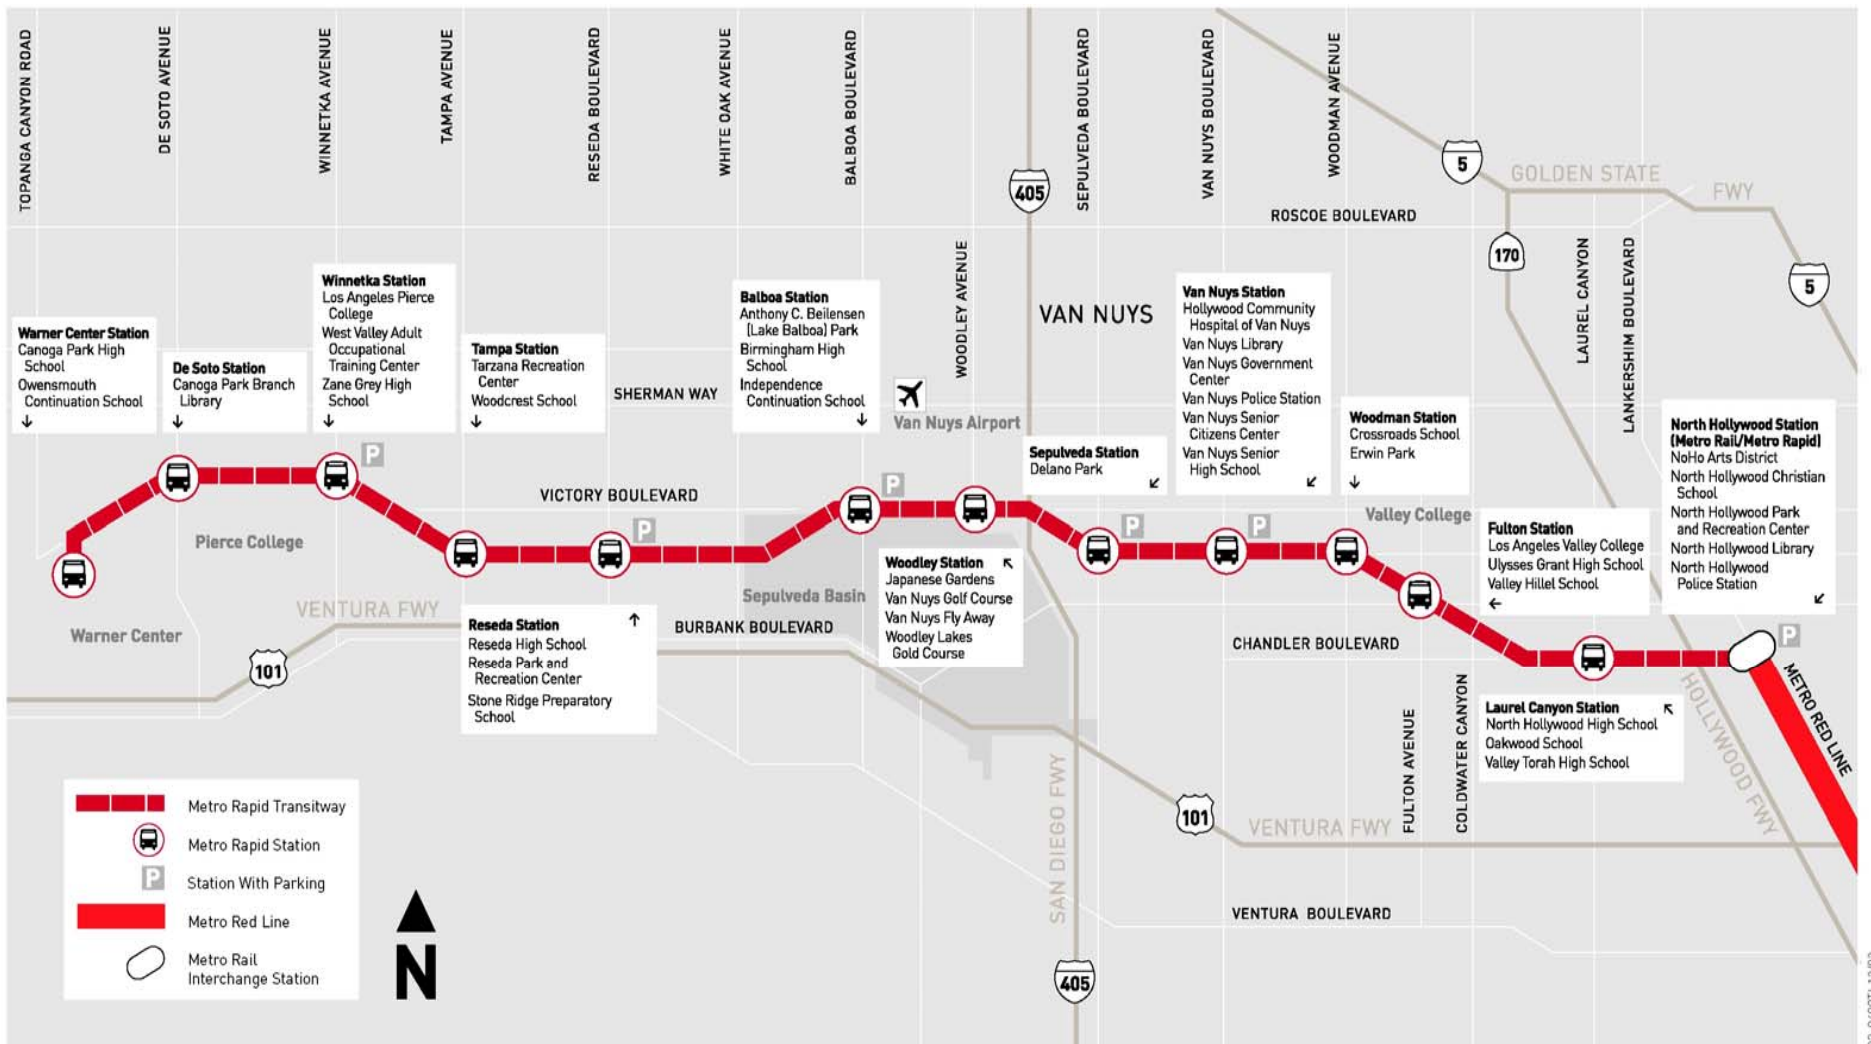 TOPANGA CANYON ROAD
DE SOTO AVENUE
WINNETKA AVENUE
TAMPA AVENUE
RESEDA BOULEVARD
WHITE OAK AVENUE
BALBOA BOULEVARD
WOODLEY AVENUE
405
SEPULVEDA BOULEVARD
VAN NUYS BOULEVARD
WOODMAN AVENUE
5
GOLDEN STATE
FWY
ROSCOE BOULEVARD
170
LAUREL CANYON
LANKERSHIM BOULEVARD
5
Warner Center Station
Canoga Park High
School
Owensmouth
Continuation School
De Soto Station
Canoga Park Branch
Library
Winnetka Station
Los Angeles Pierce
College
West Valley Adult
Occupational
Training Center
Zane Grey High
School
P
Tampa Station
Tarzana Recreation
Center
Woodcrest School
SHERMAN WAY
Balboa Station
Anthony C. Beilensen
(Lake Balboa) Park
Birmingham High
School
Independence
Continuation School
Van Nuys Airport
VAN NUYS
Sepulveda Station
Delano Park
Van Nuys Station
Hollywood Community
Hospital of Van Nuys
Van Nuys Library
Van Nuys Government
Center
Van Nuys Police Station
Van Nuys Senior
Citizens Center
Van Nuys Senior
High School
Woodman Station
Crossroads School
Erwin Park
Valley College
North Hollywood Station
(Metro Rail/Metro Rapid)
NoHo Arts District
North Hollywood Christian
School
North Hollywood Park
and Recreation Center
North Hollywood Library
North Hollywood
Police Station
VICTORY BOULEVARD
P
P
P
P
Fulton Station
Los Angeles Valley College
Ulysses Grant High School
Valley Hillel School
Pierce College
Warner Center
VENTURA FWY
101
Reseda Station
Reseda High School
Reseda Park and
Recreation Center
Stone Ridge Preparatory
School
Sepulveda Basin
BURBANK BOULEVARD
Woodley Station
Japanese Gardens
Van Nuys Golf Course
Van Nuys Fly Away
Woodley Lakes
Gold Course
CHANDLER BOULEVARD
P
METRO RED LINE
HOLLYWOOD FWY
Laurel Canyon Station
North Hollywood High School
Oakwood School
Valley Torah High School
FULTON AVENUE
COLDWATER CANYON
SAN DIEGO FWY
101
VENTURA FWY
VENTURA BOULEVARD
405
Metro Rapid Transitway
Metro Rapid Station
P
Station With Parking
Metro Red Line
Metro Rail
Interchange Station
N